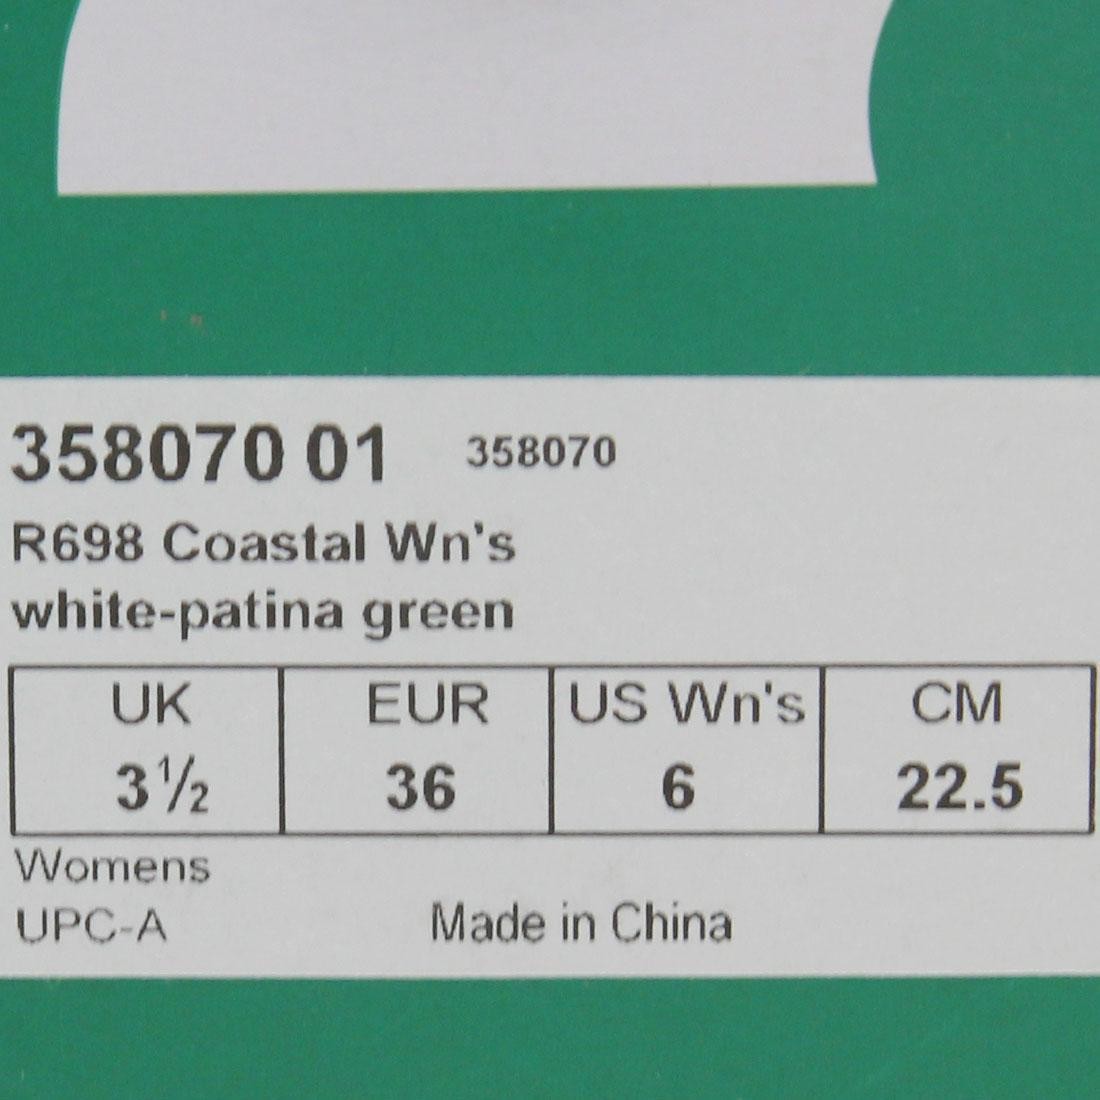 358070 01 358070
R698 Coastal Wn's
white-patina green
UK EUR US Wn's CM
3½ 36 6 22.5
Womens
UPC-A Made in China